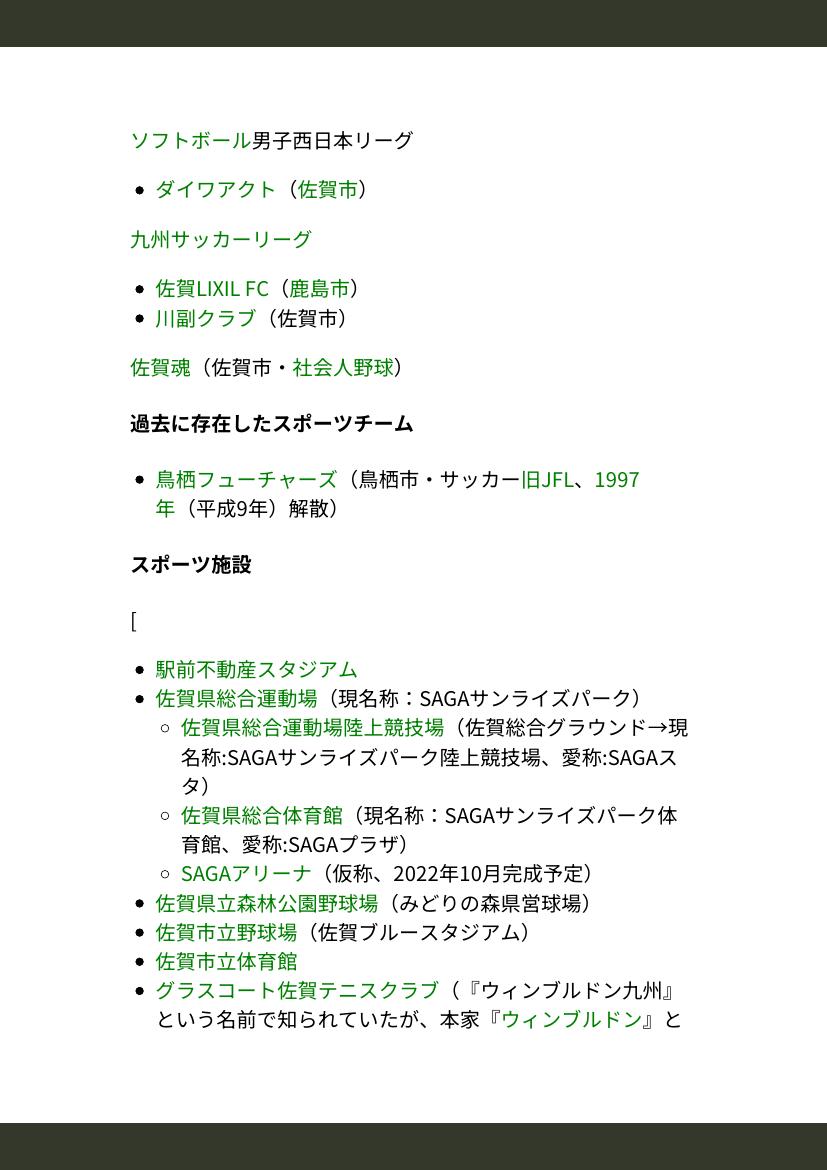 ソフトボール男子西日本リーグ
• ダイワアクト（佐賀市）
九州サッカーリーグ
• 佐賀LIXIL FC（鹿島市）
• 川副クラブ（佐賀市）
佐賀魂（佐賀市・社会人野球）
過去に存在したスポーツチーム
• 鳥栖フューチャーズ（鳥栖市・サッカー旧JFL、1997
年（平成9年）解散）
スポーツ施設
[
• 駅前不動産スタジアム
• 佐賀県総合運動場（現名称：SAGAサンライズパーク）
◦ 佐賀県総合運動場陸上競技場（佐賀総合グラウンド→現
名称:SAGAサンライズパーク陸上競技場、愛称:SAGAス
タ）
◦ 佐賀県総合体育館（現名称：SAGAサンライズパーク体
育館、愛称:SAGAプラザ）
◦ SAGAアリーナ（仮称、2022年10月完成予定）
• 佐賀県立森林公園野球場（みどりの森県営球場）
• 佐賀市立野球場（佐賀ブルースタジアム）
• 佐賀市立体育館
• グラスコート佐賀テニスクラブ（『ウィンブルドン九州』
という名前で知られていたが、本家『ウィンブルドン』と